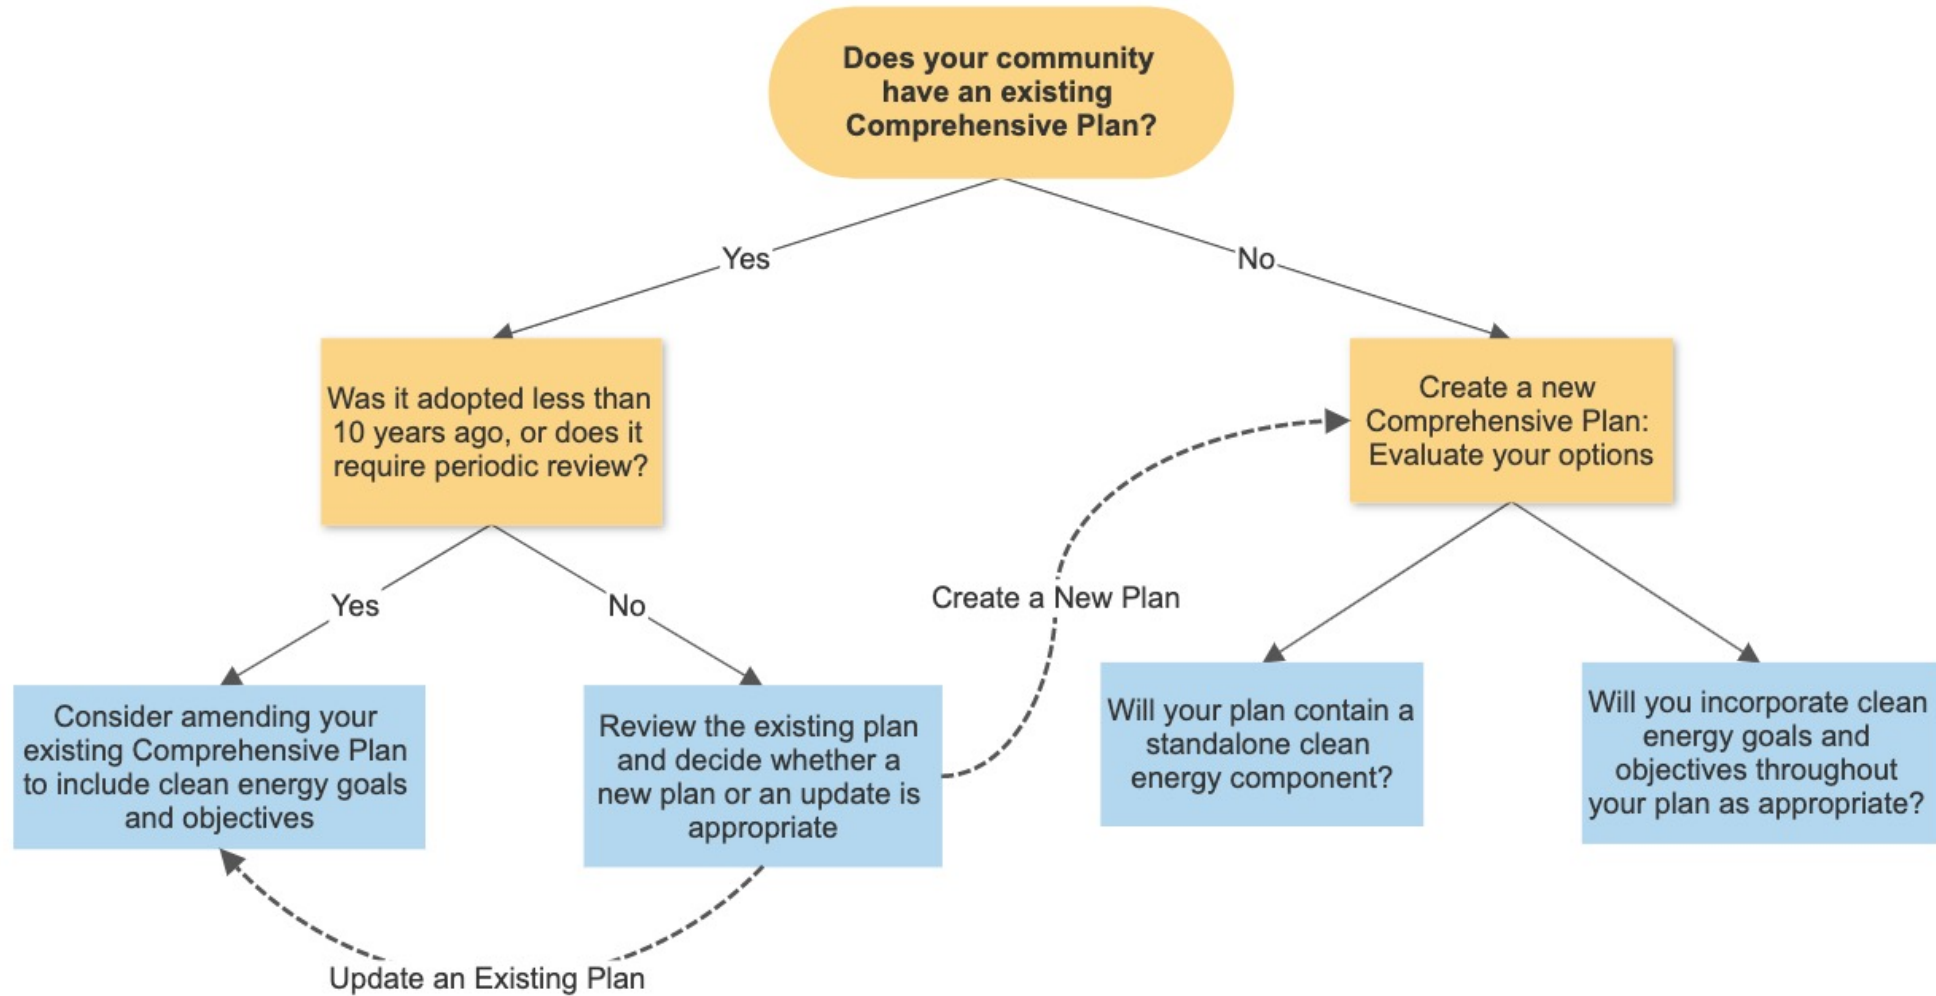 Does your community
have an existing
Comprehensive Plan?
Yes
No
Was it adopted less than
10 years ago, or does it
require periodic review?
Create a new
Comprehensive Plan:
Evaluate your options
Yes
No
Create a New Plan
Consider amending your
existing Comprehensive Plan
to include clean energy goals
and objectives
Review the existing plan
and decide whether a
new plan or an update is
appropriate
Will your plan contain a
standalone clean
energy component?
Will you incorporate clean
energy goals and
objectives throughout
your plan as appropriate?
Update an Existing Plan